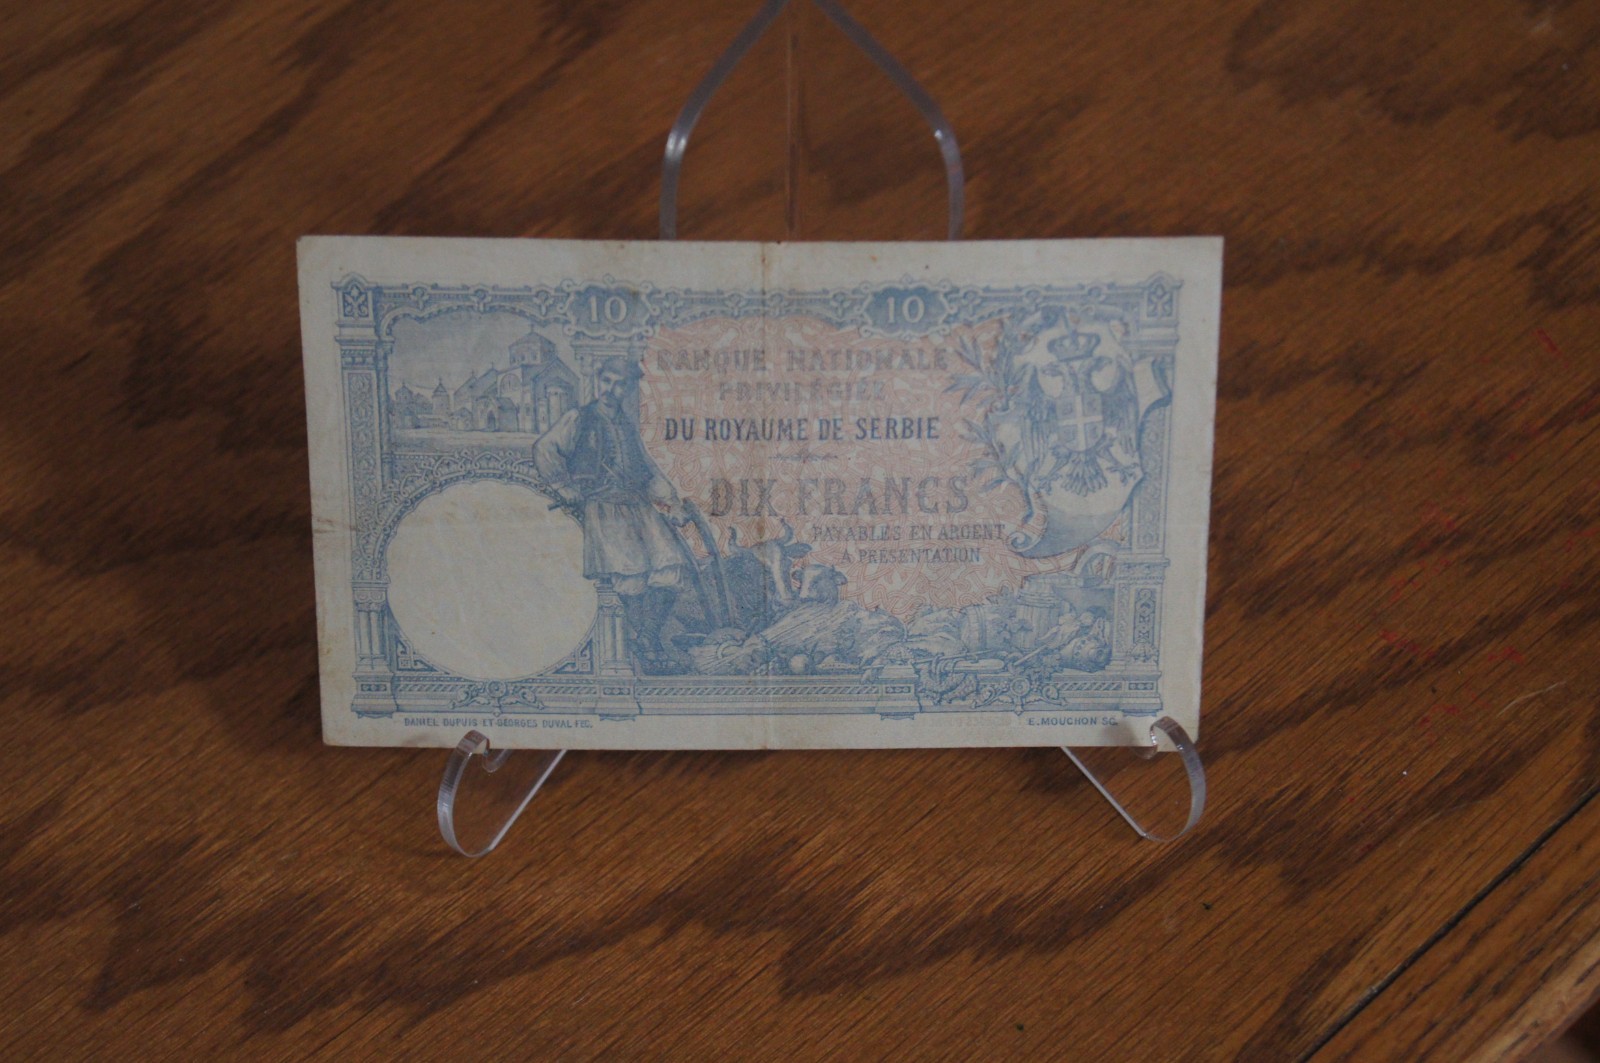 10 10
BANQUE NATIONALE
PRIVILÉGIÉE
DU ROYAUME DE SERBIE
DIX FRANCS
PAYABLES EN ARGENT
A PRÉSENTATION
DANIEL DUPUIS ET GEORGES DUVAL FEC.
E. MOUCHON SC.